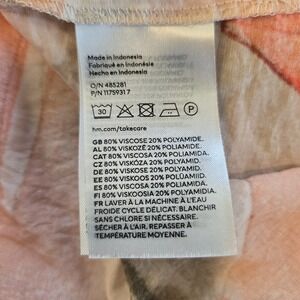 Made in Indonesia
Fabriqué en Indonésie
Hecho en Indonesia
O/N 485281
P/N 11759317
30
hm.com/takecare
GB 80% VISCOSE 20% POLYAMIDE.
AL 80% VISKOZË 20% POLIAMIDE.
CAT 80% VISCOSA 20% POLIAMIDA.
CZ 80% VISKÓZA 20% POLYAMID.
DE 80% VISKOSE 20% POLYAMID.
EE 80% VISKOOS 20% POLÜAMIID.
ES 80% VISCOSA 20% POLIAMIDA.
FI 80% VISKOOSIA 20% POLYAMIDIA.
FR LAVER À LA MACHINE À L'EAU
FROIDE CYCLE DÉLICAT. BLANCHIR
SANS CHLORE SI NÉCESSAIRE.
SÉCHER À L'AIR. REPASSER À
TEMPÉRATURE MOYENNE.